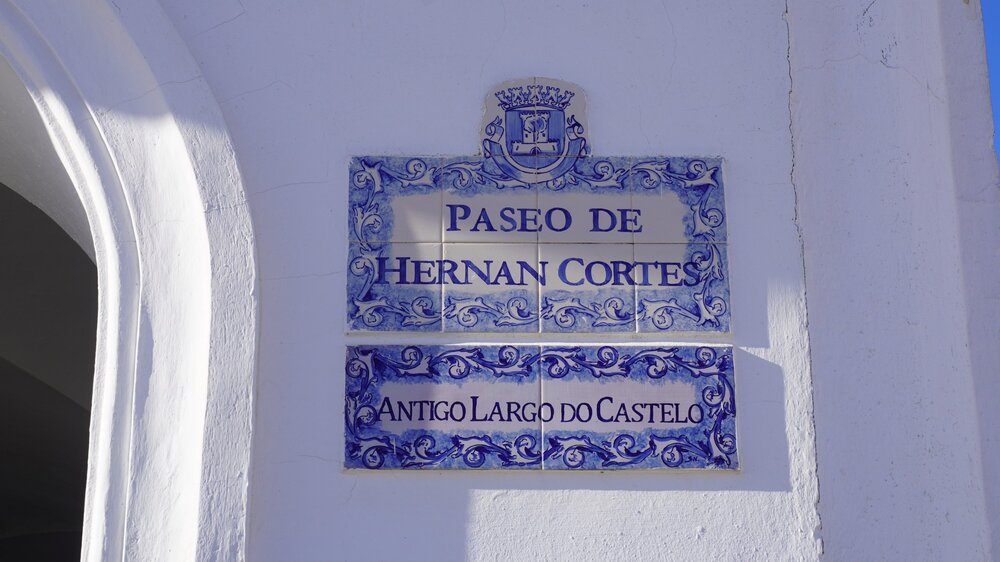 PASEO DE
HERNAN CORTES
ANTIGO LARGO DO CASTELO